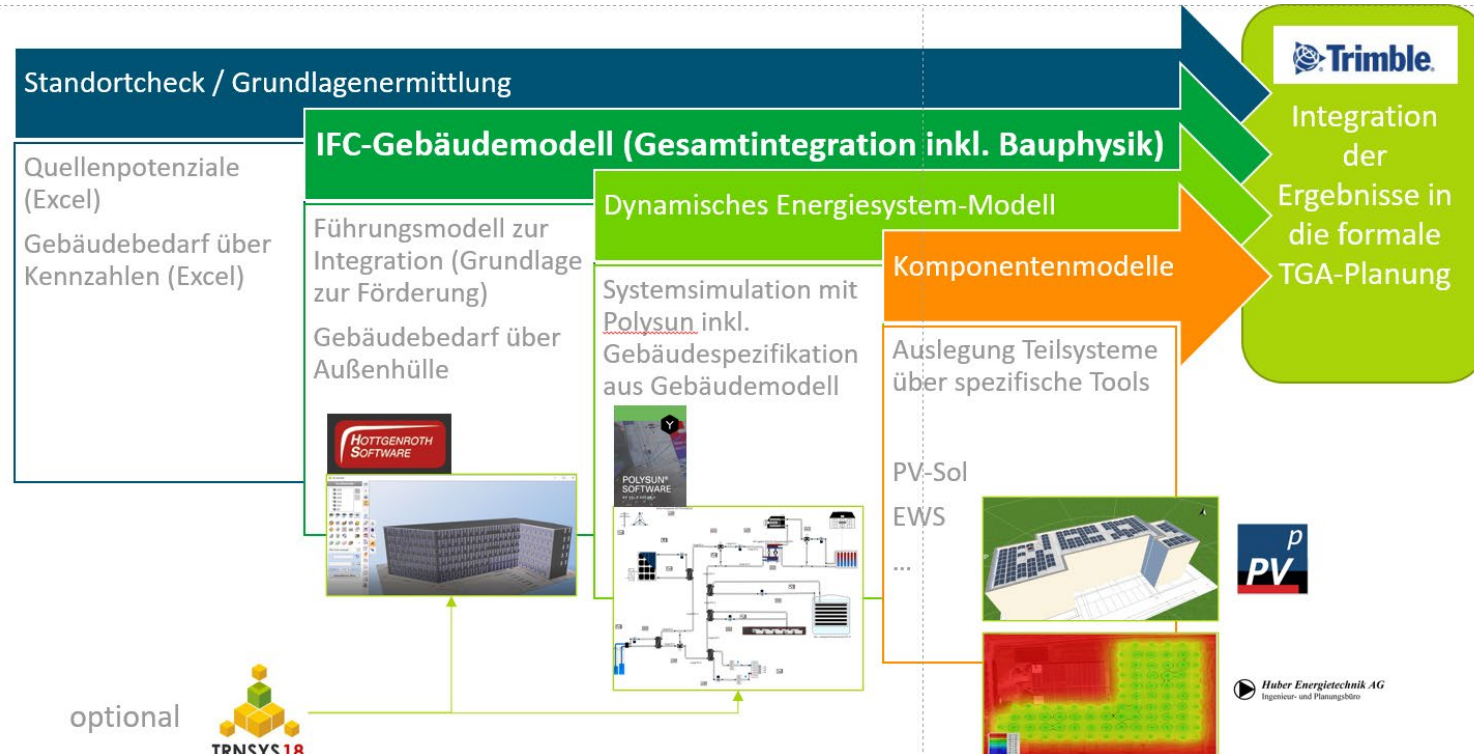 Standortcheck / Grundlagenermittlung
Quellenpotenziale
(Excel)
Gebäudebedarf über
Kennzahlen (Excel)
IFC-Gebäudemodell (Gesamtintegration inkl. Bauphysik)
Führungsmodell zur
Integration (Grundlage
zur Förderung)
Gebäudebedarf über
Außenhülle
HOTTGENROTH
SOFTWARE
Dynamisches Energiesystem-Modell
Systemsimulation mit
Polysun inkl.
Gebäudespezifikation
aus Gebäudemodell
POLYSUN®
SOFTWARE
Komponentenmodelle
Auslegung Teilsysteme
über spezifische Tools
PV-Sol
EWS
...
p
PV
Huber Energietechnik AG
Ingenieur- und Planungsbüro
Trimble
Integration
der
Ergebnisse in
die formale
TGA-Planung
optional
TRNSYS18